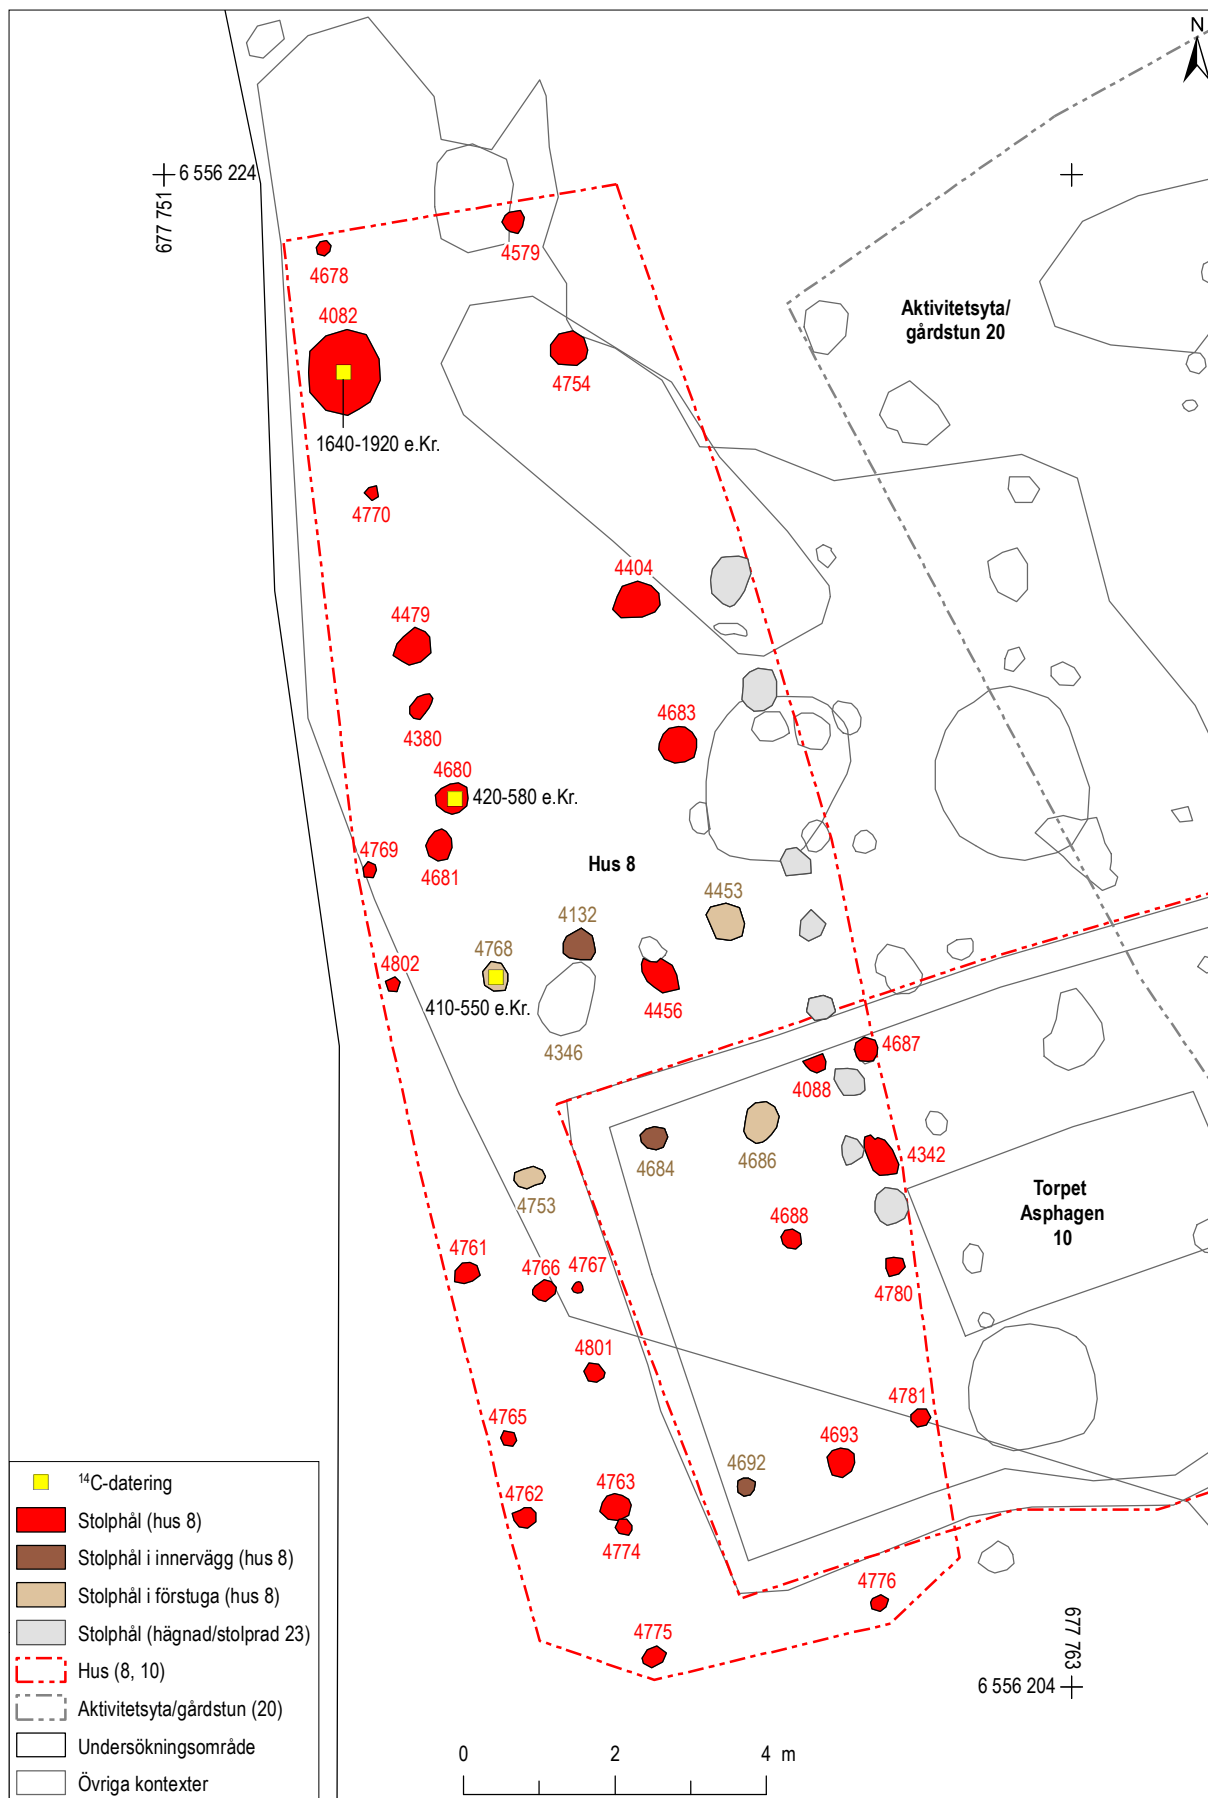 N
6 556 224
677 751
4579
4678
4082
Aktivitetsyta/
gårdstun 20
4754
1640-1920 e.Kr.
4770
4404
4479
4380
4683
4680
420-580 e.Kr.
4769
4681
Hus 8
4453
4132
4768
4802
410-550 e.Kr.
4456
4346
4687
4088
4684
4686
4342
4753
Torpet
Asphagen
10
4688
4761
4766
4767
4780
4801
4781
4765
4693
4692
4762
4763
4774
4776
4775
677 763
6 556 204
¹⁴C-datering
Stolphål (hus 8)
Stolphål i innervägg (hus 8)
Stolphål i förstuga (hus 8)
Stolphål (hägnad/stolprad 23)
Hus (8, 10)
Aktivitetsyta/gårdstun (20)
Undersökningsområde
Övriga kontexter
0 2 4 m